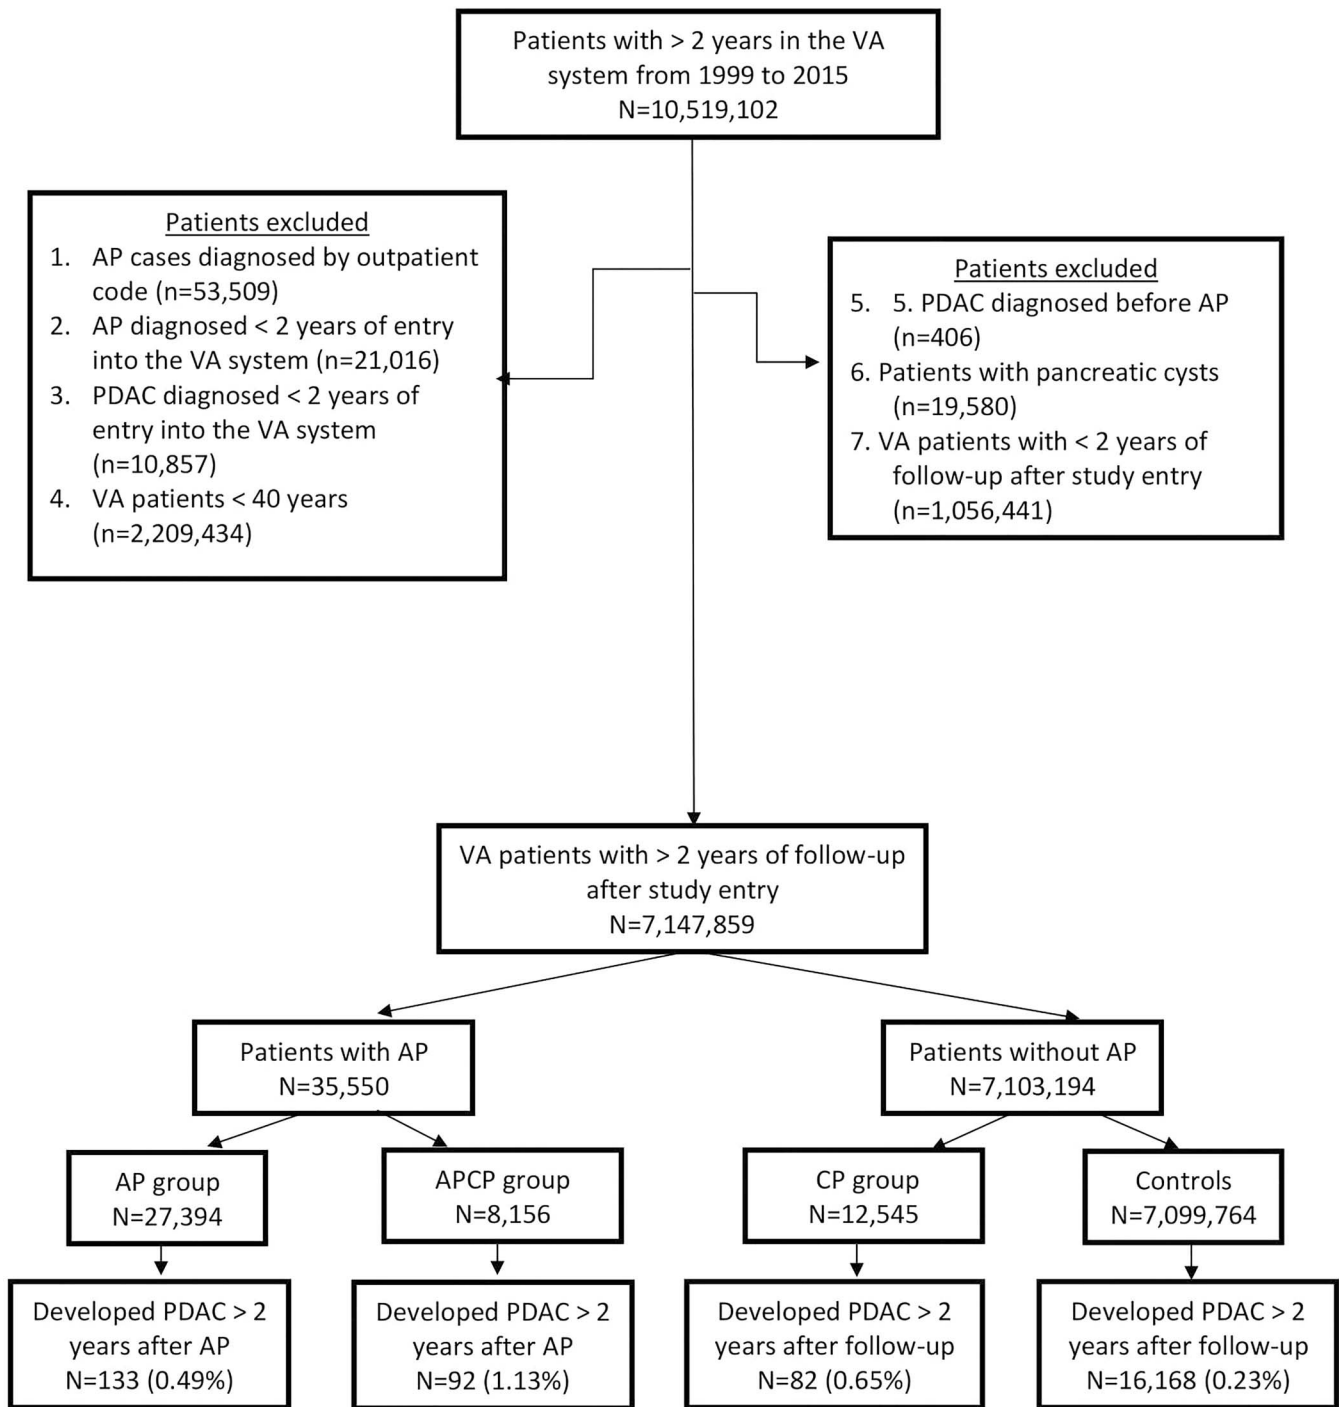 Patients with > 2 years in the VA
system from 1999 to 2015
N=10,519,102
Patients excluded
1. AP cases diagnosed by outpatient
code (n=53,509)
2. AP diagnosed < 2 years of entry
into the VA system (n=21,016)
3. PDAC diagnosed < 2 years of
entry into the VA system
(n=10,857)
4. VA patients < 40 years
(n=2,209,434)
Patients excluded
5. 5. PDAC diagnosed before AP
(n=406)
6. Patients with pancreatic cysts
(n=19,580)
7. VA patients with < 2 years of
follow-up after study entry
(n=1,056,441)
VA patients with > 2 years of follow-up
after study entry
N=7,147,859
Patients with AP
N=35,550
Patients without AP
N=7,103,194
AP group
N=27,394
APCP group
N=8,156
CP group
N=12,545
Controls
N=7,099,764
Developed PDAC > 2
years after AP
N=133 (0.49%)
Developed PDAC > 2
years after AP
N=92 (1.13%)
Developed PDAC > 2
years after follow-up
N=82 (0.65%)
Developed PDAC > 2
years after follow-up
N=16,168 (0.23%)